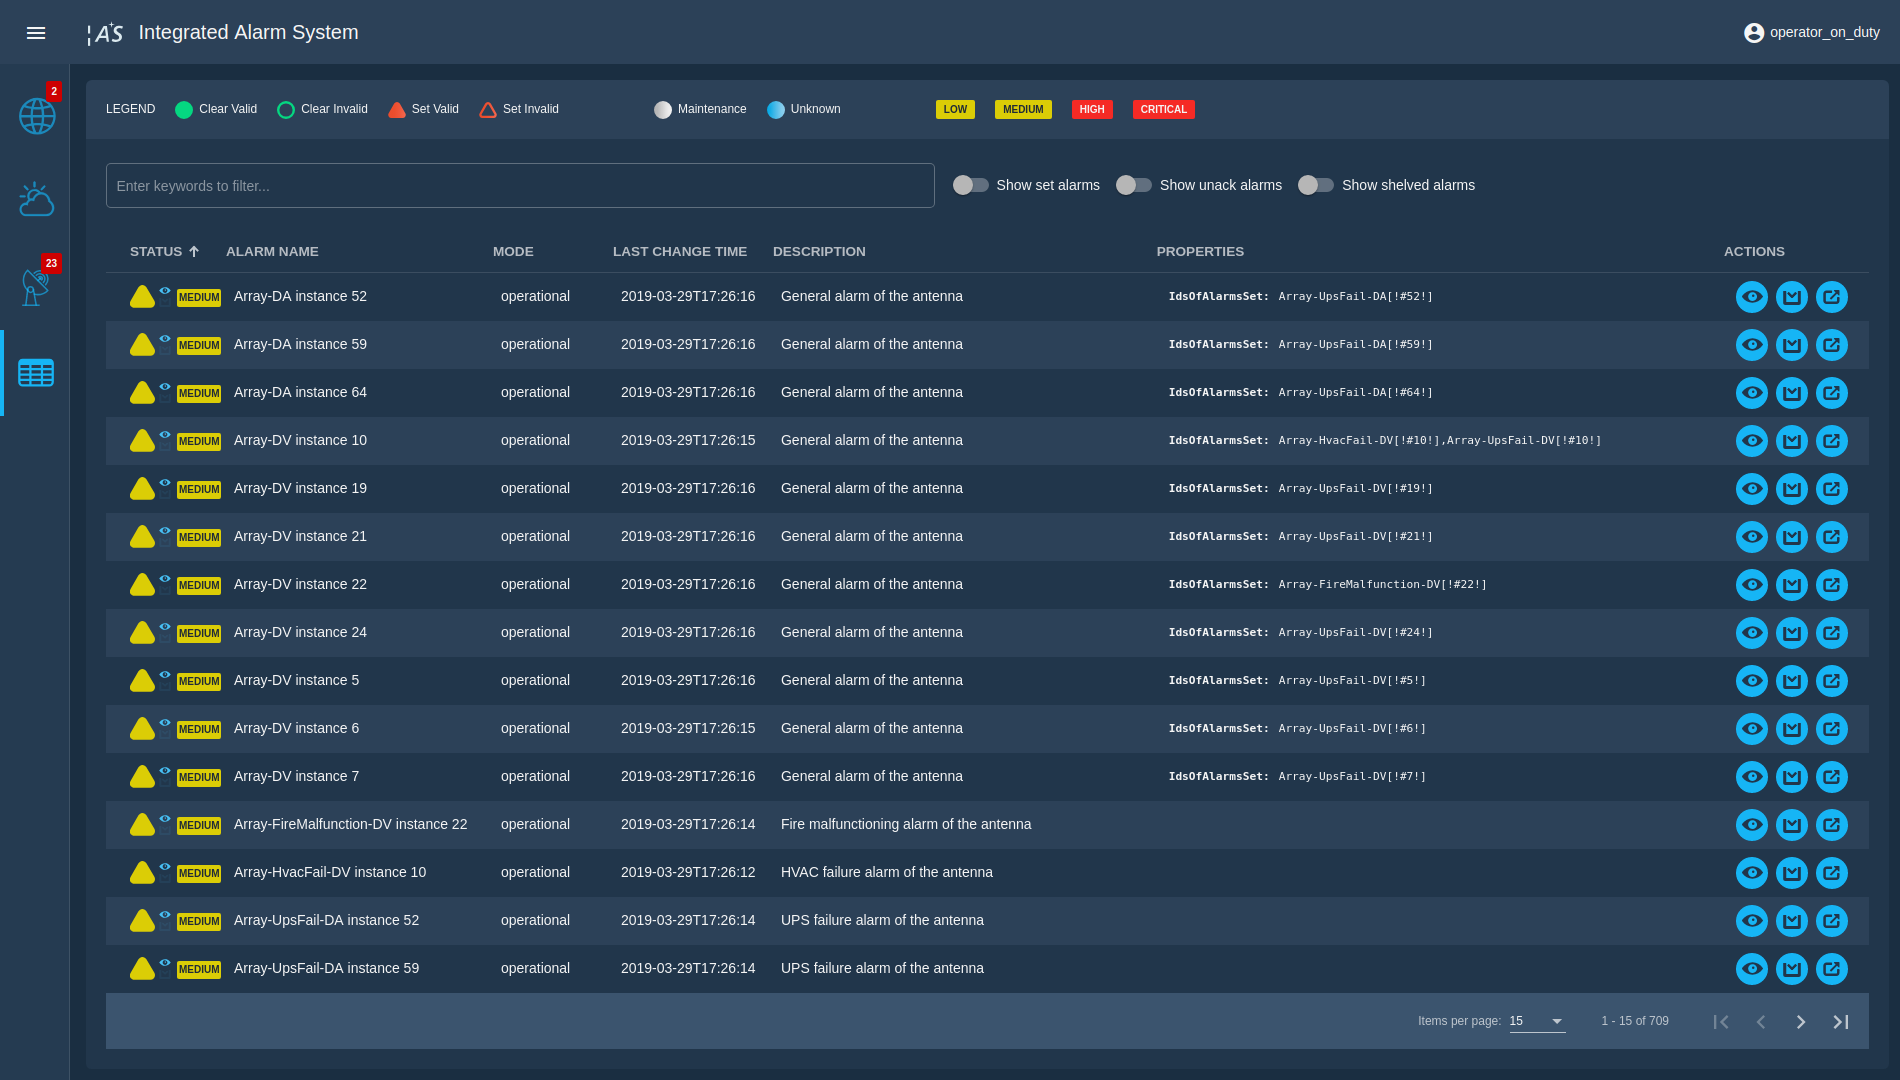 IAS Integrated Alarm System
operator_on_duty
2
23
LEGEND Clear Valid Clear Invalid Set Valid Set Invalid Maintenance Unknown LOW MEDIUM HIGH CRITICAL
Enter keywords to filter... Show set alarms Show unack alarms Show shelved alarms
STATUS ALARM NAME MODE LAST CHANGE TIME DESCRIPTION PROPERTIES ACTIONS
MEDIUM Array-DA instance 52 operational 2019-03-29T17:26:16 General alarm of the antenna IdsOfAlarmsSet: Array-UpsFail-DA[!#52!]
MEDIUM Array-DA instance 59 operational 2019-03-29T17:26:16 General alarm of the antenna IdsOfAlarmsSet: Array-UpsFail-DA[!#59!]
MEDIUM Array-DA instance 64 operational 2019-03-29T17:26:16 General alarm of the antenna IdsOfAlarmsSet: Array-UpsFail-DA[!#64!]
MEDIUM Array-DV instance 10 operational 2019-03-29T17:26:15 General alarm of the antenna IdsOfAlarmsSet: Array-HvacFail-DV[!#10!],Array-UpsFail-DV[!#10!]
MEDIUM Array-DV instance 19 operational 2019-03-29T17:26:16 General alarm of the antenna IdsOfAlarmsSet: Array-UpsFail-DV[!#19!]
MEDIUM Array-DV instance 21 operational 2019-03-29T17:26:16 General alarm of the antenna IdsOfAlarmsSet: Array-UpsFail-DV[!#21!]
MEDIUM Array-DV instance 22 operational 2019-03-29T17:26:16 General alarm of the antenna IdsOfAlarmsSet: Array-FireMalfunction-DV[!#22!]
MEDIUM Array-DV instance 24 operational 2019-03-29T17:26:16 General alarm of the antenna IdsOfAlarmsSet: Array-UpsFail-DV[!#24!]
MEDIUM Array-DV instance 5 operational 2019-03-29T17:26:16 General alarm of the antenna IdsOfAlarmsSet: Array-UpsFail-DV[!#5!]
MEDIUM Array-DV instance 6 operational 2019-03-29T17:26:15 General alarm of the antenna IdsOfAlarmsSet: Array-UpsFail-DV[!#6!]
MEDIUM Array-DV instance 7 operational 2019-03-29T17:26:16 General alarm of the antenna IdsOfAlarmsSet: Array-UpsFail-DV[!#7!]
MEDIUM Array-FireMalfunction-DV instance 22 operational 2019-03-29T17:26:14 Fire malfunctioning alarm of the antenna
MEDIUM Array-HvacFail-DV instance 10 operational 2019-03-29T17:26:12 HVAC failure alarm of the antenna
MEDIUM Array-UpsFail-DA instance 52 operational 2019-03-29T17:26:14 UPS failure alarm of the antenna
MEDIUM Array-UpsFail-DA instance 59 operational 2019-03-29T17:26:14 UPS failure alarm of the antenna
Items per page: 15 1 - 15 of 709